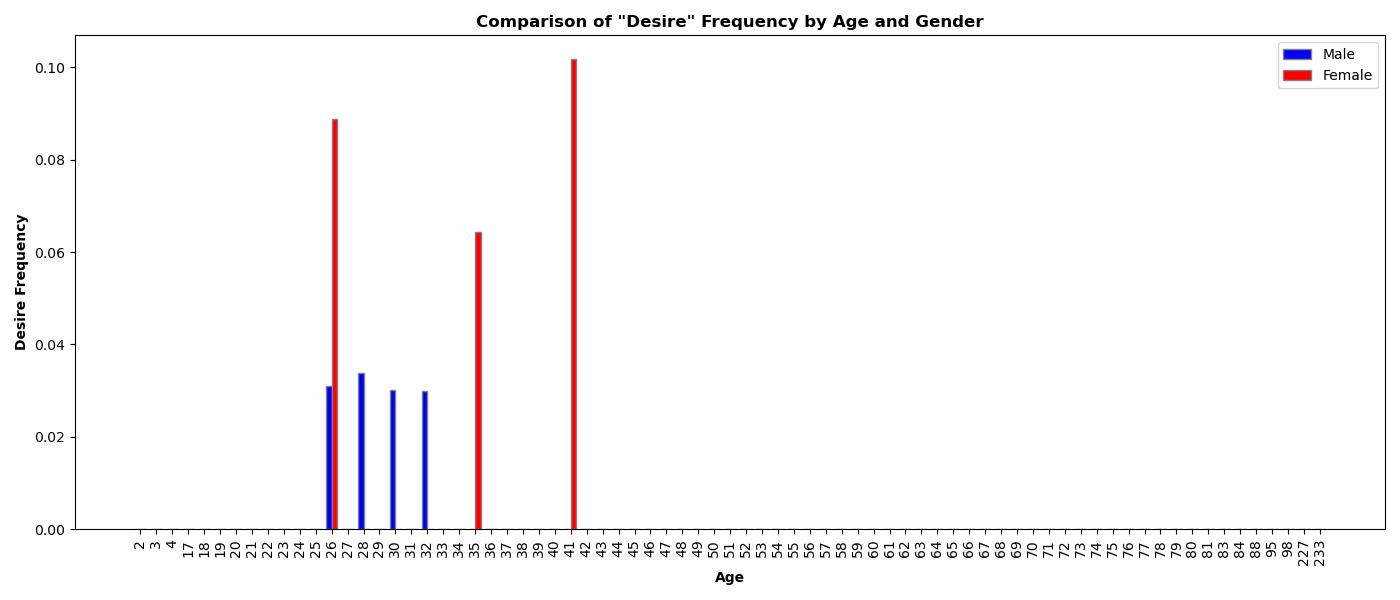 Comparison of "Desire" Frequency by Age and Gender
Male
Female
Desire Frequency
0.10
0.08
0.06
0.04
0.02
0.00
2 3 4 17 18 19 20 21 22 23 24 25 26 27 28 29 30 31 32 33 34 35 36 37 38 39 40 41 42 43 44 45 46 47 48 49 50 51 52 53 54 55 56 57 58 59 60 61 62 63 64 65 66 67 68 69 70 71 72 73 74 75 76 77 78 79 80 81 83 84 88 95 98 227 233
Age